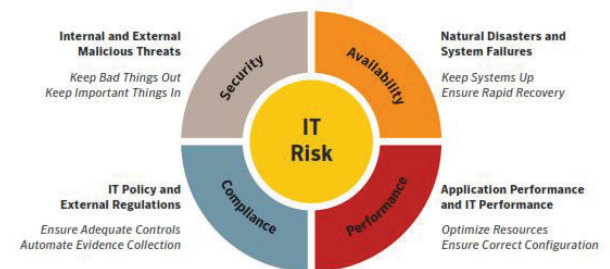 Internal and External
Malicious Threats
Keep Bad Things Out
Keep Important Things In
Security
Availability
Natural Disasters and
System Failures
Keep Systems Up
Ensure Rapid Recovery
IT
Risk
IT Policy and
External Regulations
Ensure Adequate Controls
Automate Evidence Collection
Compliance
Performance
Application Performance
and IT Performance
Optimize Resources
Ensure Correct Configuration